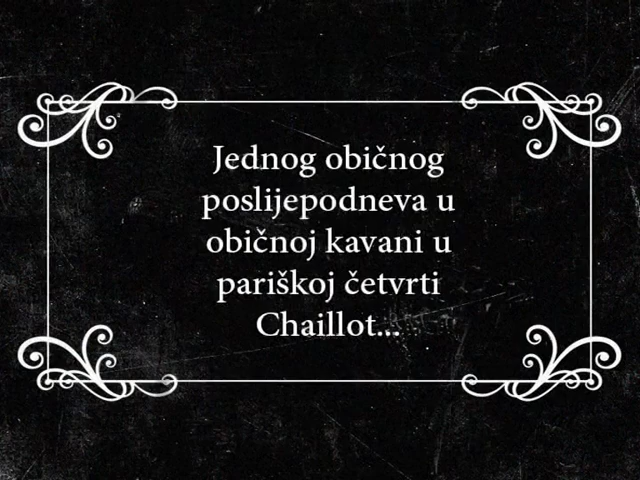 Jednog običnog
poslijepodneva u
običnoj kavani u
pariškoj četvrti
Chaillot...